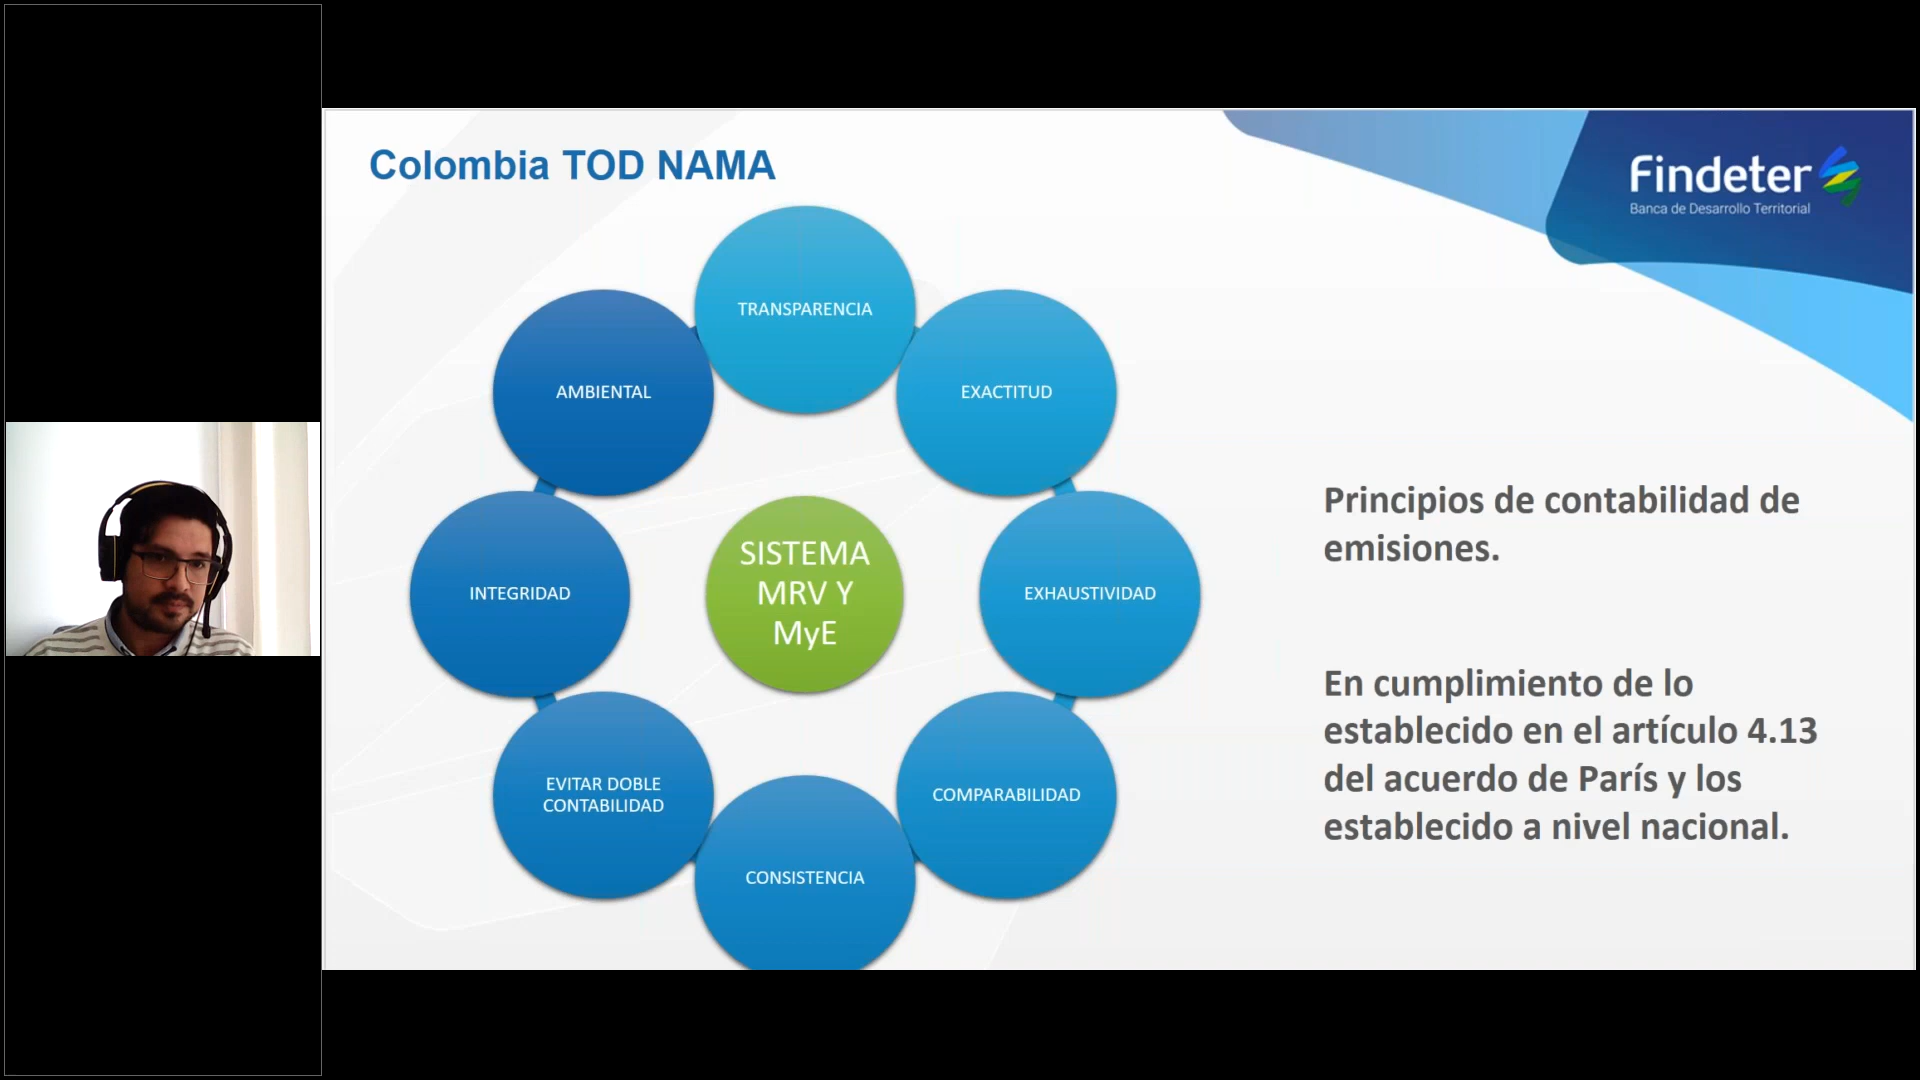 Colombia TOD NAMA
Findeter
Banca de Desarrollo Territorial
TRANSPARENCIA
EXACTITUD
EXHAUSTIVIDAD
COMPARABILIDAD
CONSISTENCIA
EVITAR DOBLE
CONTABILIDAD
INTEGRIDAD
AMBIENTAL
SISTEMA
MRV Y
MyE
Principios de contabilidad de
emisiones.
En cumplimiento de lo
establecido en el artículo 4.13
del acuerdo de París y los
establecido a nivel nacional.